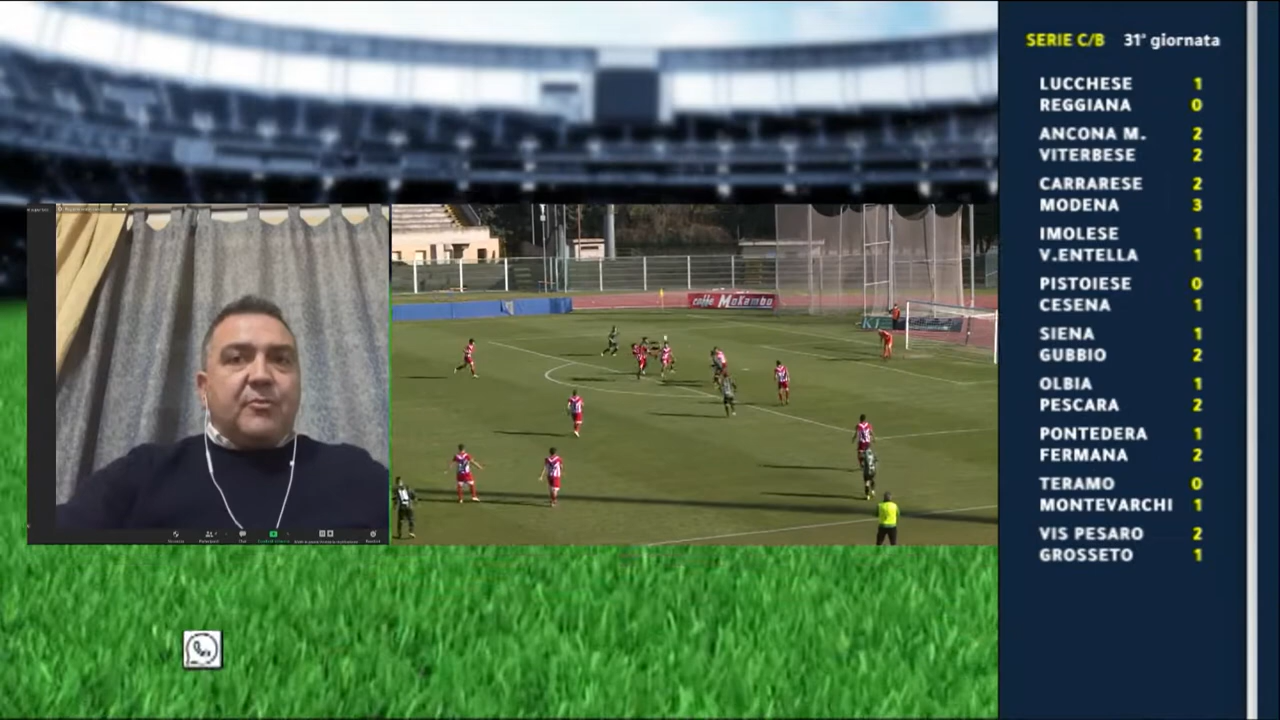 SERIE C/B 31ª giornata
LUCCHESE 1
REGGIANA 0
ANCONA M. 2
VITERBESE 2
CARRARESE 2
MODENA 3
IMOLESE 1
V.ENTELLA 1
PISTOIESE 0
CESENA 1
SIENA 1
GUBBIO 2
OLBIA 1
PESCARA 2
PONTEDERA 1
FERMANA 2
TERAMO 0
MONTEVARCHI 1
VIS PESARO 2
GROSSETO 1
caffè MoKambo